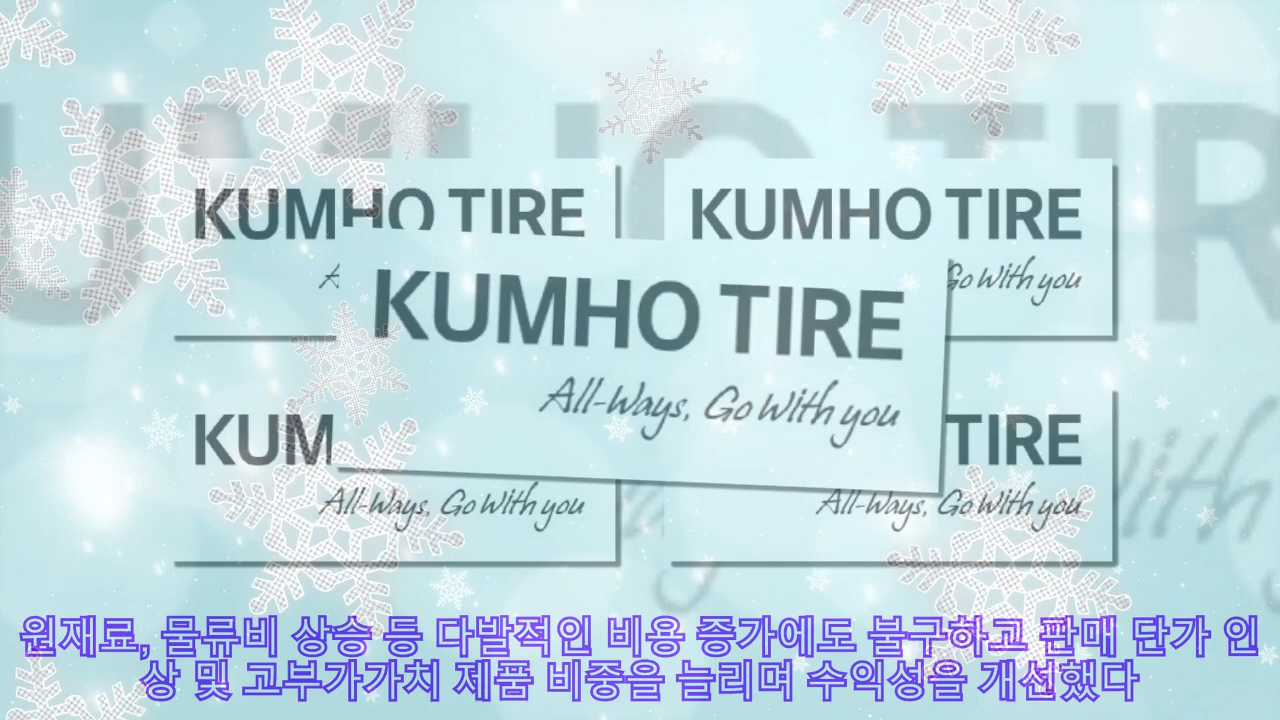 KUMHO TIRE
KUMHO TIRE
Go With you
KUMHO TIRE
All-Ways, Go With you
KUM
TIRE
All-Ways, Go With you
All-Ways, Go With you
원재료, 물류비 상승 등 다발적인 비용 증가에도 불구하고 판매 단가 인
상 및 고부가가치 제품 비중을 늘리며 수익성을 개선했다